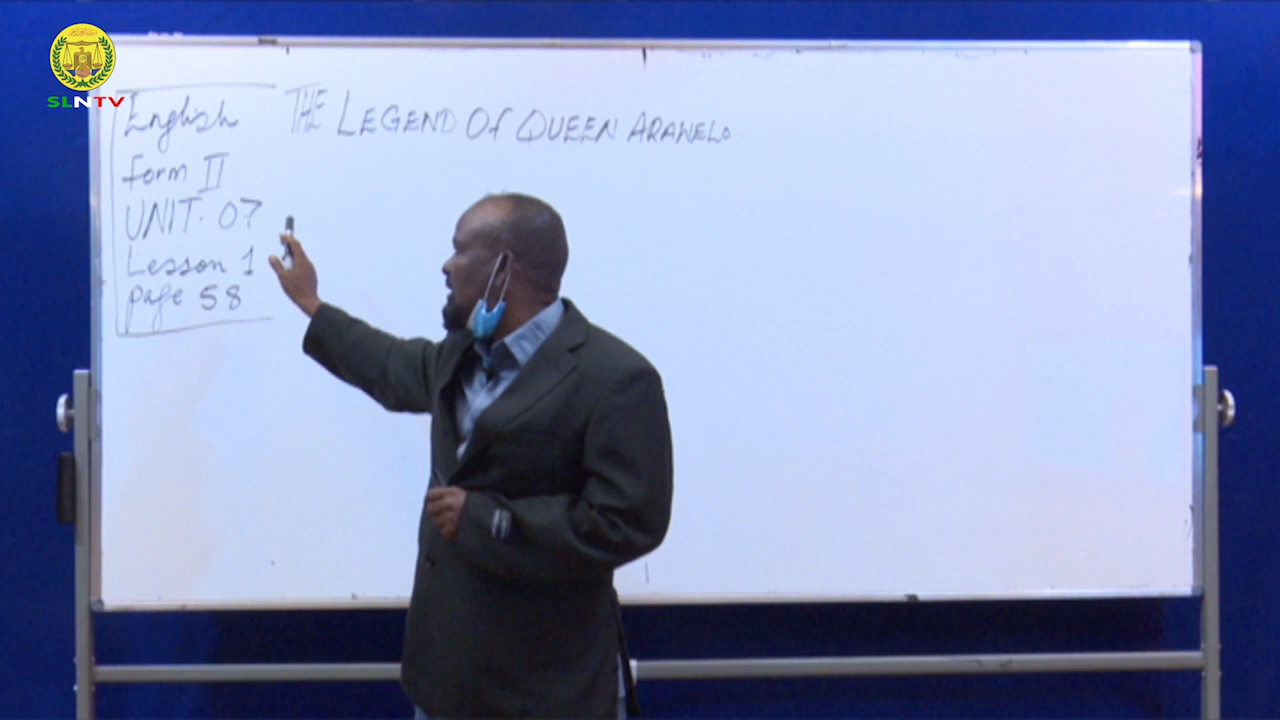 SLNTV
English
form II
UNIT. 07
Lesson 1
page 58
THE LEGEND Of QUEEN ARAWELO